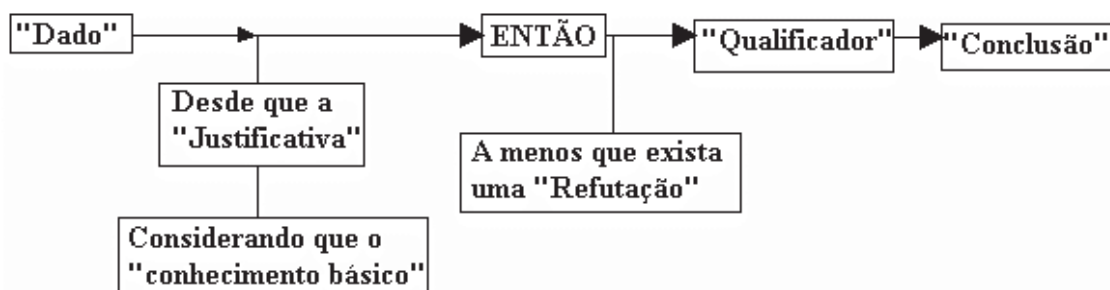 "Dado"
ENTÃO
"Qualificador"
"Conclusão"
Desde que a
"Justificativa"
A menos que exista
uma "Refutação"
Considerando que o
"conhecimento básico"